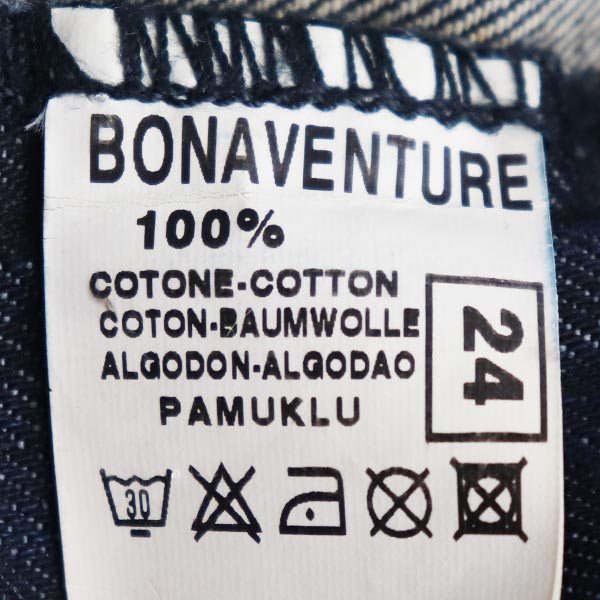 BONAVENTURE
100%
COTONE-COTTON
COTON-BAUMWOLLE
ALGODON-ALGODAO
PAMUKLU
24
30